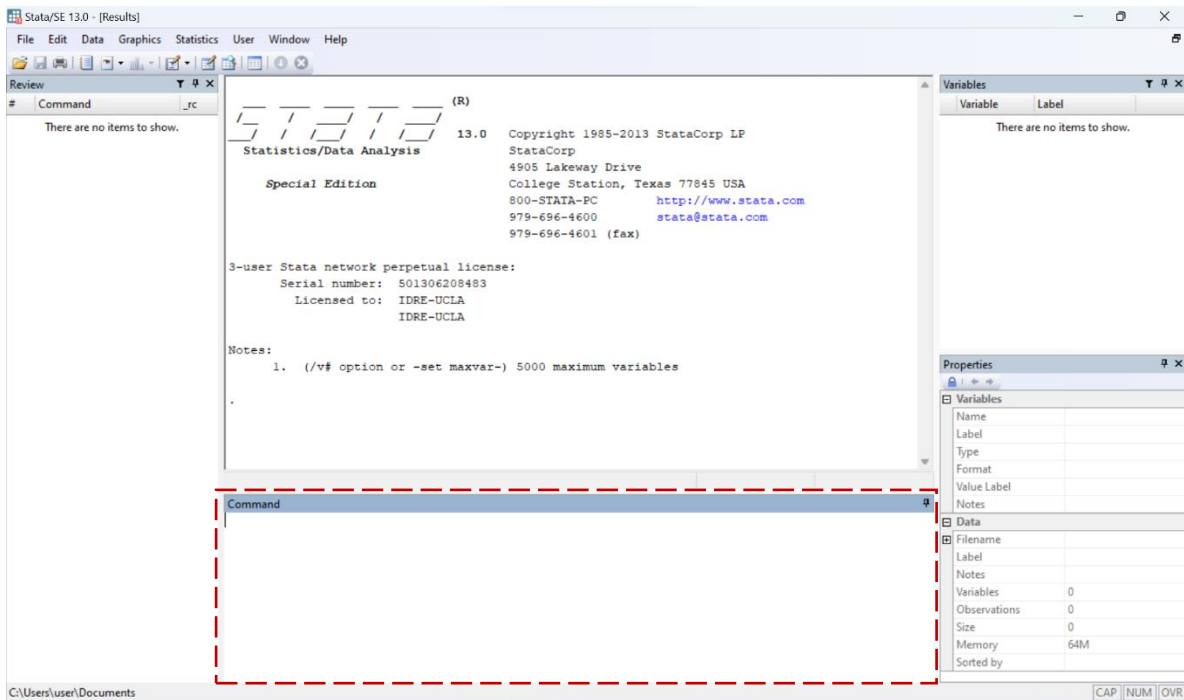 Stata/SE 13.0 - [Results]
File Edit Data Graphics Statistics User Window Help
Review
# Command _rc
There are no items to show.
(R)
Stata 13.0 Copyright 1985-2013 StataCorp LP
Statistics/Data Analysis StataCorp
4905 Lakeway Drive
Special Edition College Station, Texas 77845 USA
800-STATA-PC http://www.stata.com
979-696-4600 stata@stata.com
979-696-4601 (fax)
3-user Stata network perpetual license:
Serial number: 501306208483
Licensed to: IDRE-UCLA
IDRE-UCLA
Notes:
1. (/v# option or -set maxvar-) 5000 maximum variables
.
Command
Variables
Variable Label
There are no items to show.
Properties
Variables
Name
Label
Type
Format
Value Label
Notes
Data
Filename
Label
Notes
Variables 0
Observations 0
Size 0
Memory 64M
Sorted by
C:\Users\user\Documents
CAP NUM OVR